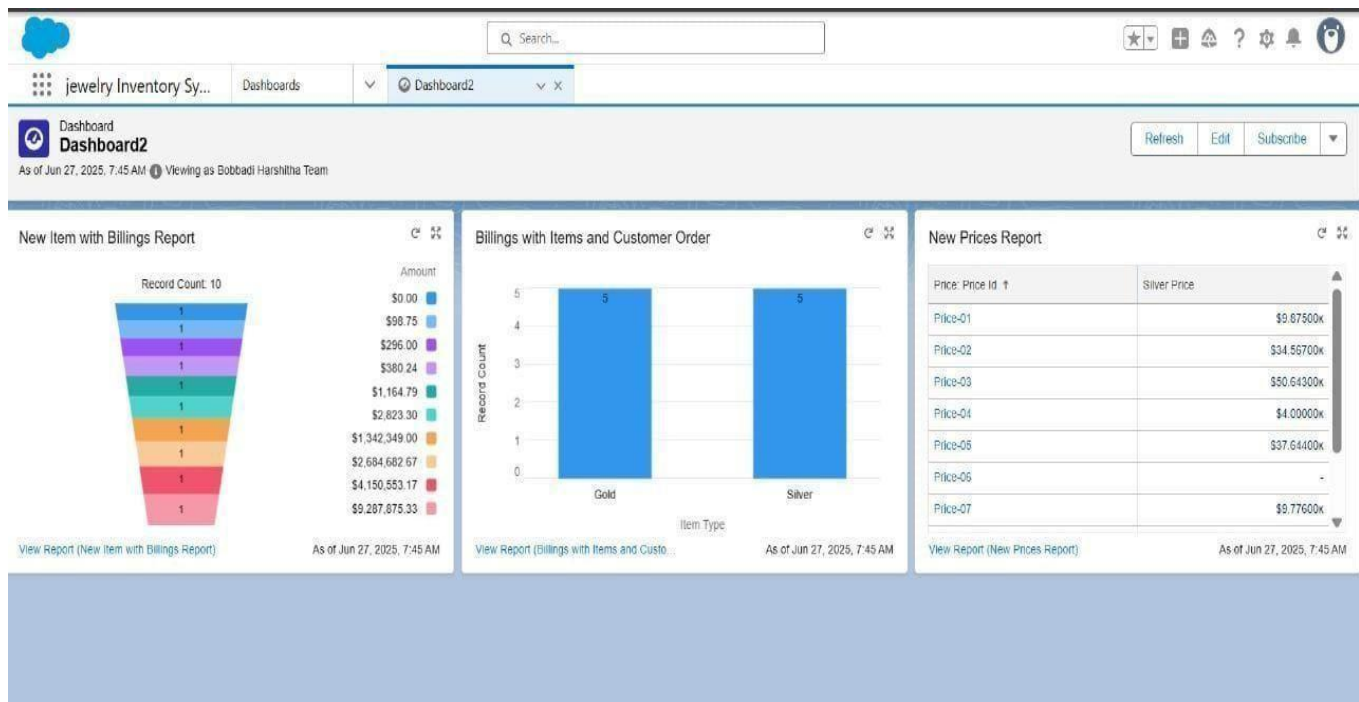 Search...
jewelry Inventory Sy...
Dashboards
Dashboard2
Dashboard
Dashboard2
As of Jun 27, 2025, 7:45 AM Viewing as Bobbadi Harshitha Team
Refresh
Edit
Subscribe
New Item with Billings Report
Record Count: 10
Amount
1
$0.00
1
$98.75
1
$296.00
1
$380.24
1
$1,164.79
1
$2,823.30
1
$1,342,349.00
1
$2,684,682.67
1
$4,150,553.17
1
$9,287,875.33
View Report (New Item with Billings Report)
As of Jun 27, 2025, 7:45 AM
Billings with Items and Customer Order
Record Count
5
4
3
2
1
0
5
5
Gold
Silver
Item Type
View Report (Billings with Items and Custo...
As of Jun 27, 2025, 7:45 AM
New Prices Report
Price: Price Id ↑ Silver Price
Price-01 $9.87500K
Price-02 $34.56700K
Price-03 $50.64300K
Price-04 $4.00000K
Price-05 $37.64400K
Price-06 -
Price-07 $9.77600K
View Report (New Prices Report)
As of Jun 27, 2025, 7:45 AM